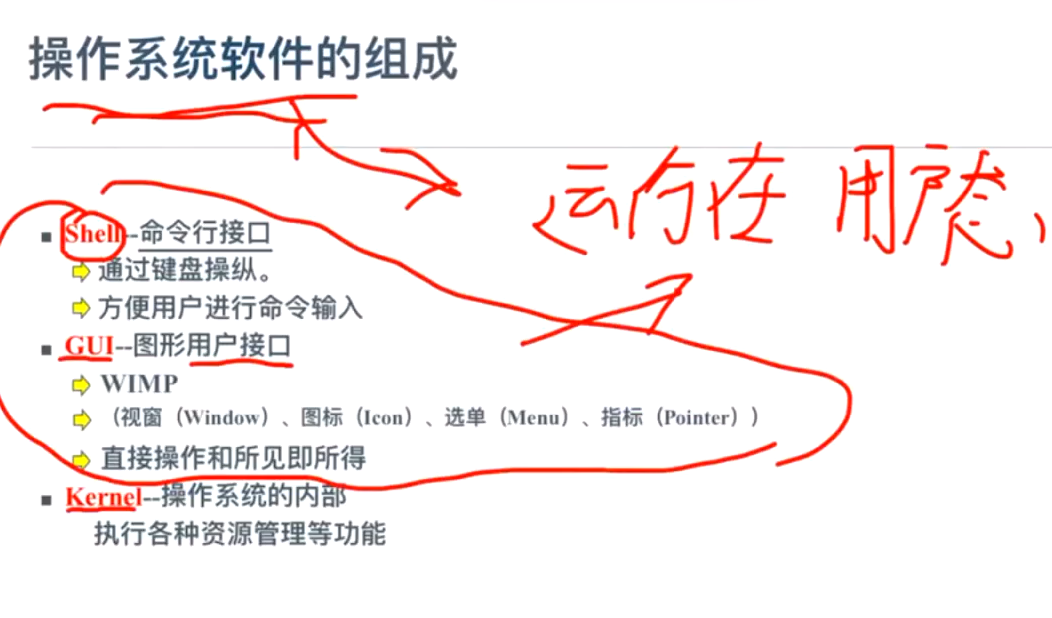 操作系统软件的组成
运行在 用户态，
■ Shell--命令行接口
通过键盘操纵。
方便用户进行命令输入
■ GUI--图形用户接口
WIMP
（视窗（Window）、图标（Icon）、选单（Menu）、指标（Pointer））
直接操作和所见即所得
■ Kernel--操作系统的内部
执行各种资源管理等功能